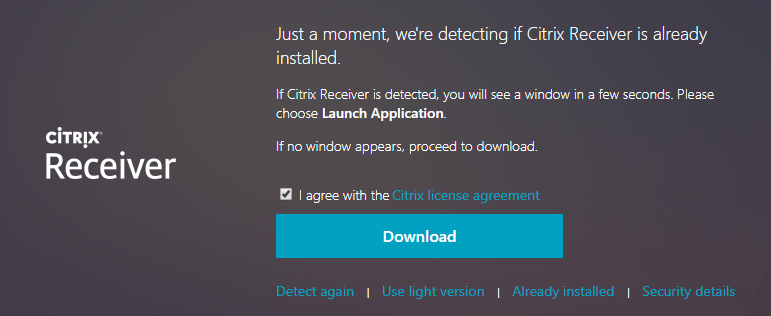 Just a moment, we're detecting if Citrix Receiver is already
installed.
If Citrix Receiver is detected, you will see a window in a few seconds. Please
choose Launch Application.
If no window appears, proceed to download.
CİTRIX®
Receiver
I agree with the Citrix license agreement
Download
Detect again | Use light version | Already installed | Security details